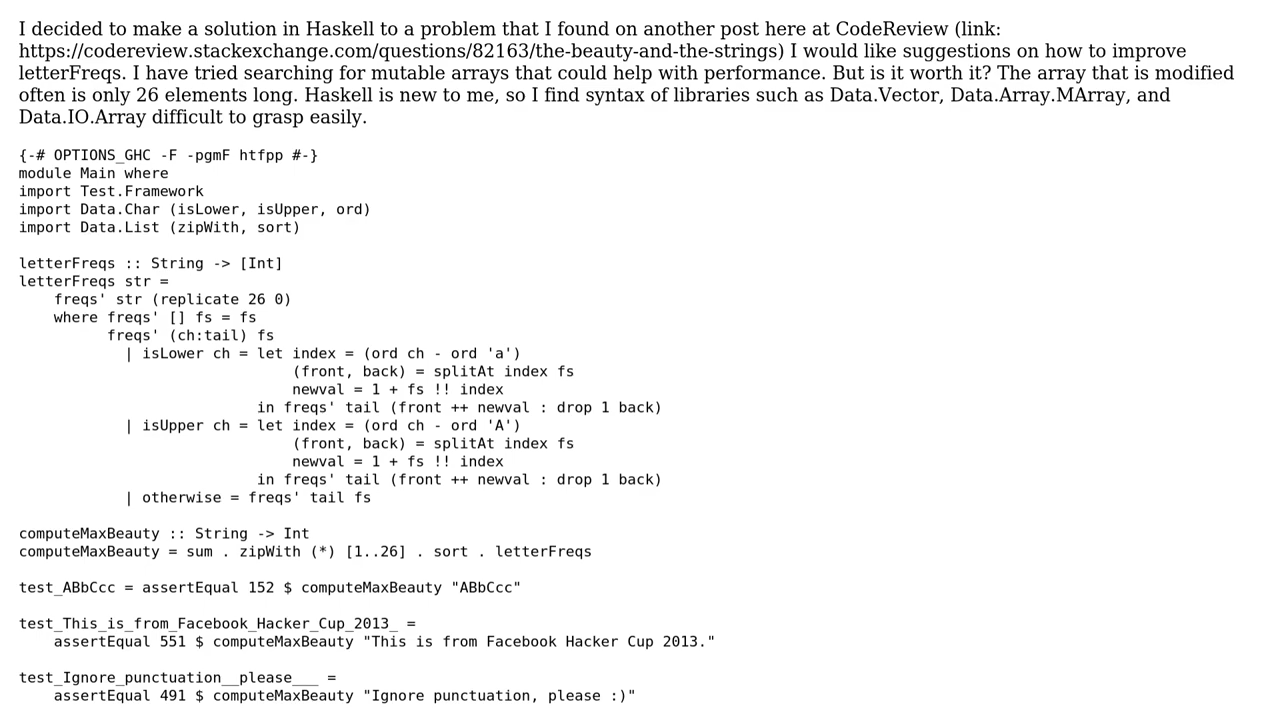 I decided to make a solution in Haskell to a problem that I found on another post here at CodeReview (link:
https://codereview.stackexchange.com/questions/82163/the-beauty-and-the-strings) I would like suggestions on how to improve
letterFreqs. I have tried searching for mutable arrays that could help with performance. But is it worth it? The array that is modified
often is only 26 elements long. Haskell is new to me, so I find syntax of libraries such as Data.Vector, Data.Array.MArray, and
Data.IO.Array difficult to grasp easily.

{-# OPTIONS_GHC -F -pgmF htfpp #-}
module Main where
import Test.Framework
import Data.Char (isLower, isUpper, ord)
import Data.List (zipWith, sort)

letterFreqs :: String -> [Int]
letterFreqs str =
    freqs' str (replicate 26 0)
    where freqs' [] fs = fs
          freqs' (ch:tail) fs
            | isLower ch = let index = (ord ch - ord 'a')
                               (front, back) = splitAt index fs
                               newval = 1 + fs !! index
                           in freqs' tail (front ++ newval : drop 1 back)
            | isUpper ch = let index = (ord ch - ord 'A')
                               (front, back) = splitAt index fs
                               newval = 1 + fs !! index
                           in freqs' tail (front ++ newval : drop 1 back)
            | otherwise = freqs' tail fs

computeMaxBeauty :: String -> Int
computeMaxBeauty = sum . zipWith (*) [1..26] . sort . letterFreqs

test_ABbCcc = assertEqual 152 $ computeMaxBeauty "ABbCcc"

test_This_is_from_Facebook_Hacker_Cup_2013_ =
    assertEqual 551 $ computeMaxBeauty "This is from Facebook Hacker Cup 2013."

test_Ignore_punctuation__please___ =
    assertEqual 491 $ computeMaxBeauty "Ignore punctuation, please :)"